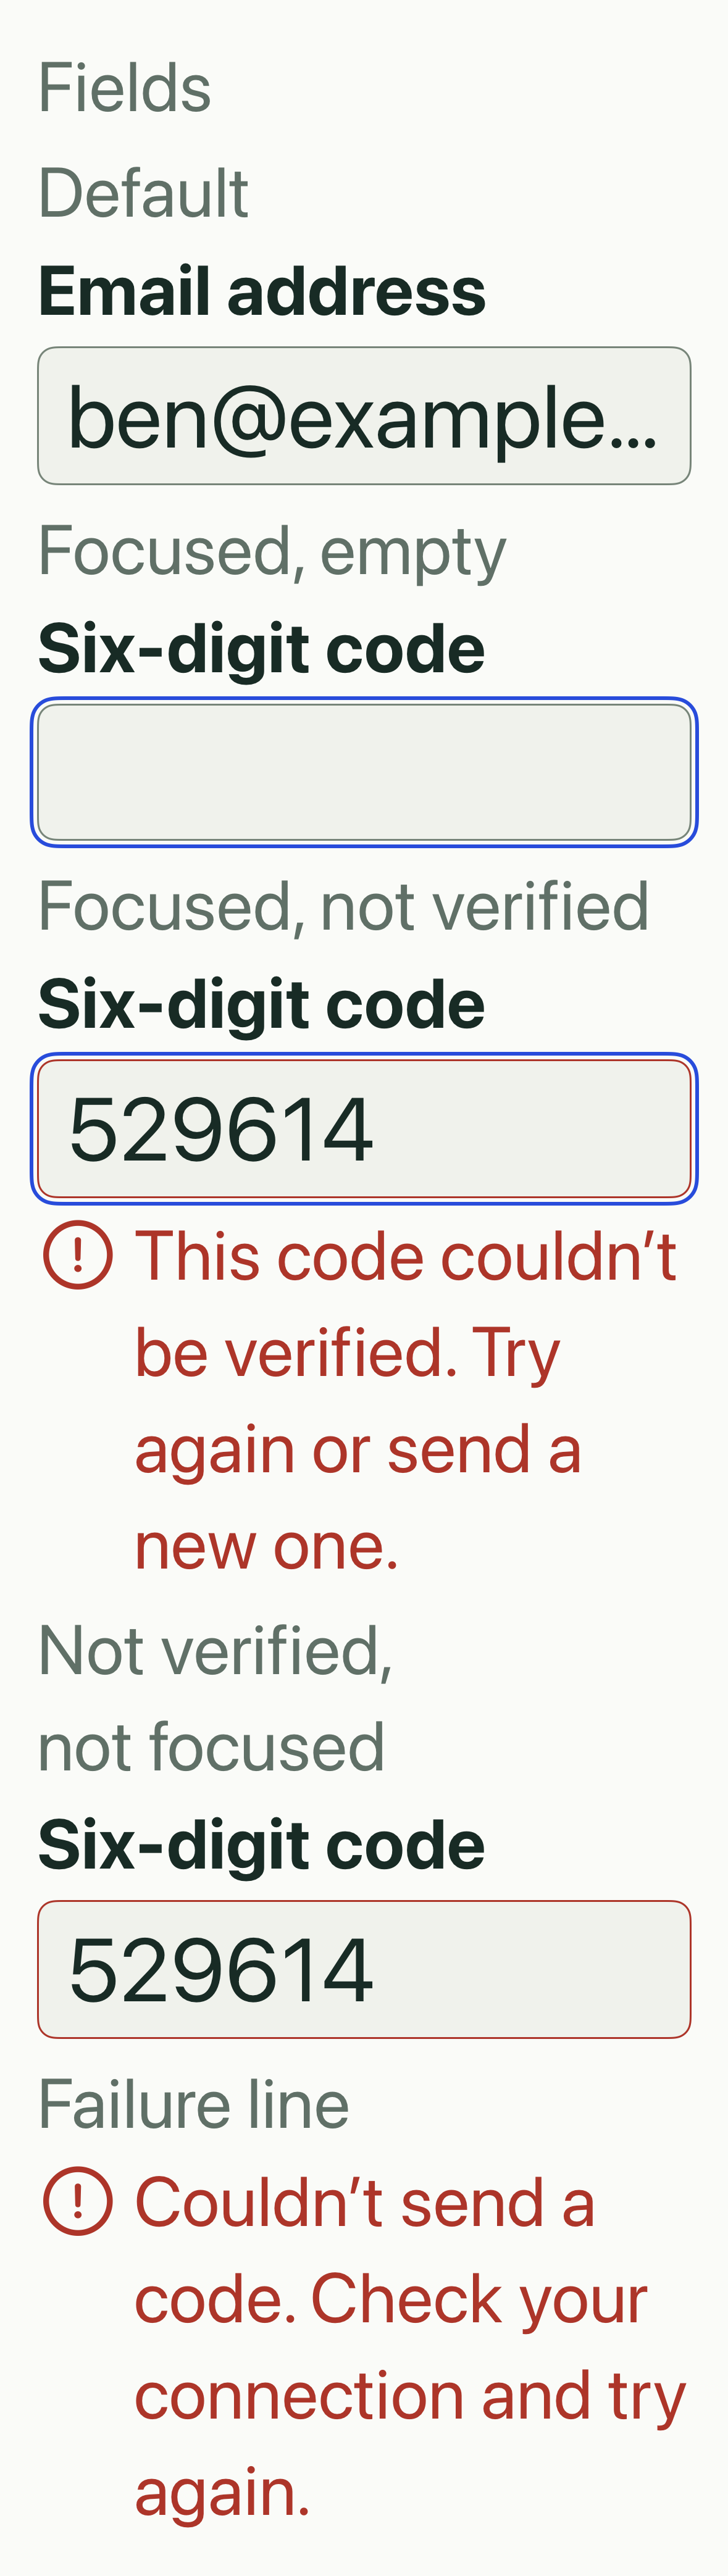 Fields
Default
Email address
ben@example…
Focused, empty
Six-digit code
Focused, not verified
Six-digit code
529614
This code couldn’t
be verified. Try
again or send a
new one.
Not verified,
not focused
Six-digit code
529614
Failure line
Couldn’t send a
code. Check your
connection and try
again.